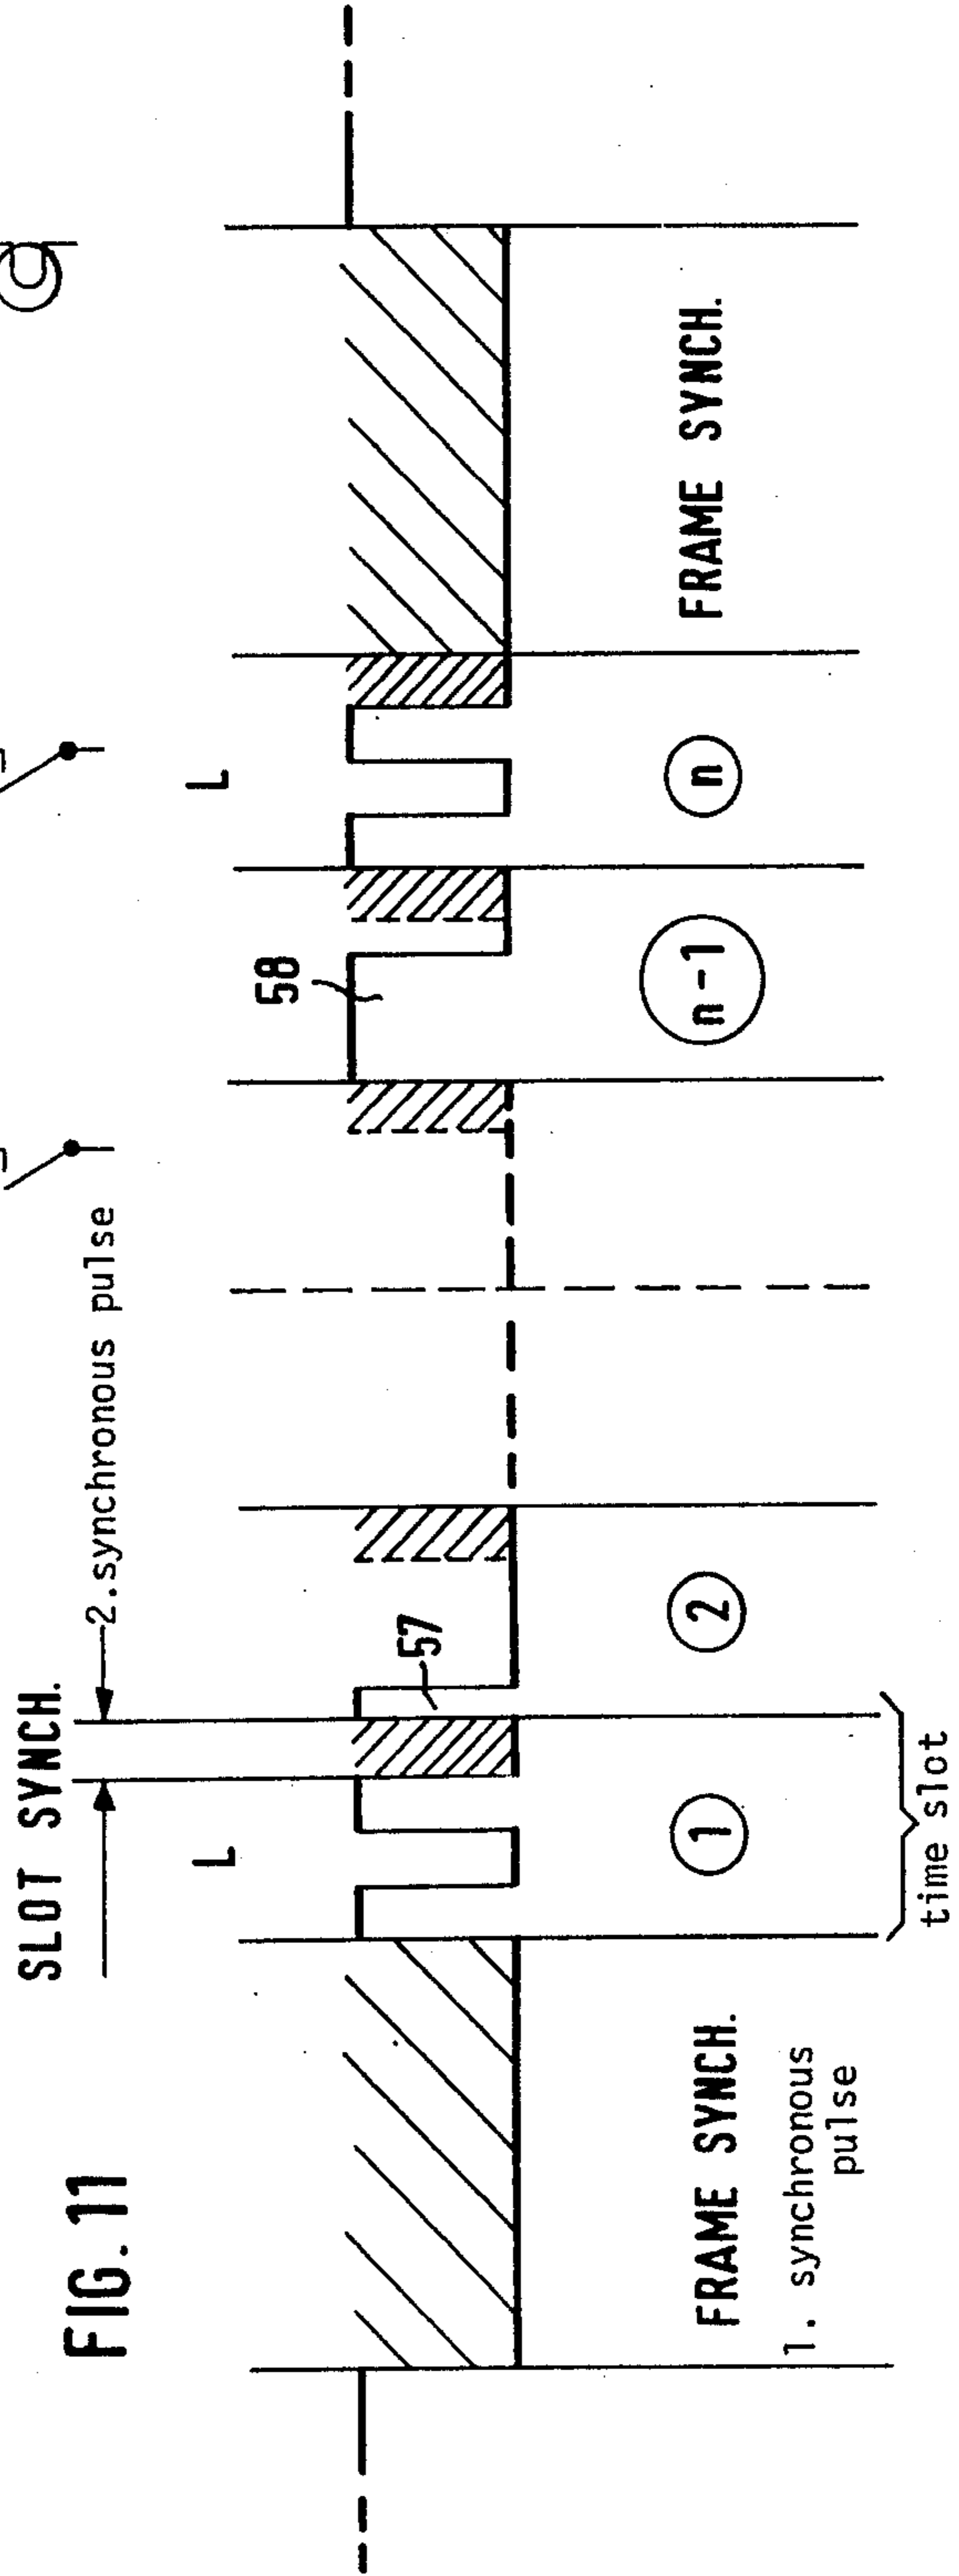 FIG. 11
SLOT SYNCH.
2.synchronous pulse
L
57
58
L
FRAME SYNCH.
1. synchronous
pulse
1
2
n-1
n
FRAME SYNCH.
time slot